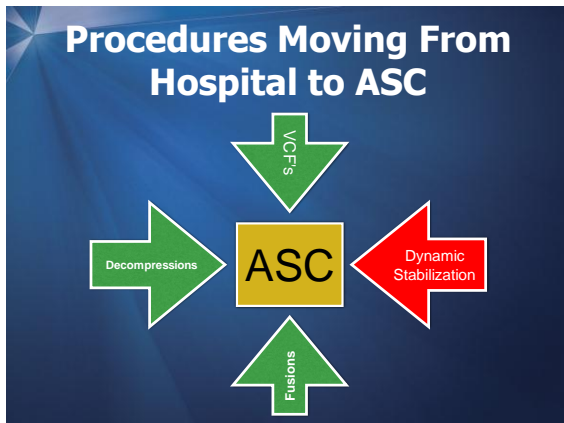 Procedures Moving From
Hospital to ASC
VCF's
Decompressions
ASC
Dynamic
Stabilization
Fusions